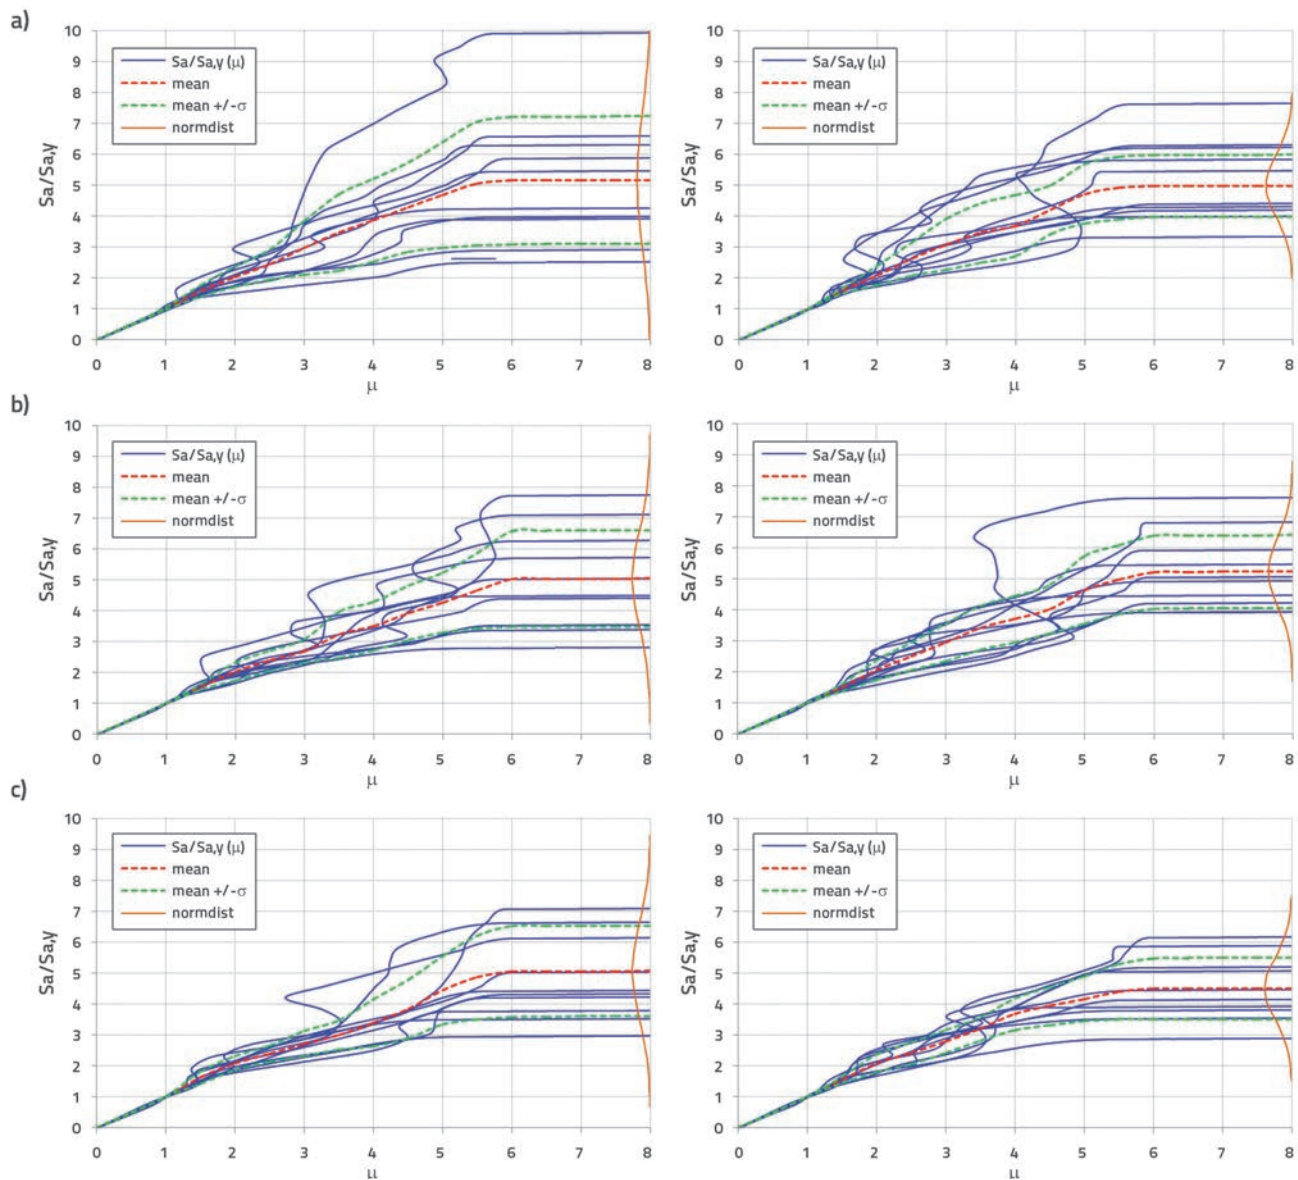 a)
10
9
8
7
6
5
4
3
2
1
0
Sa/Sa,y
Sa/Sa,y (μ)
mean
mean +/-σ
normdist
0 1 2 3 4 5 6 7 8
μ
10
9
8
7
6
5
4
3
2
1
0
Sa/Sa,y
Sa/Sa,y (μ)
mean
mean +/-σ
normdist
0 1 2 3 4 5 6 7 8
μ
b)
10
9
8
7
6
5
4
3
2
1
0
Sa/Sa,y
Sa/Sa,y (μ)
mean
mean +/-σ
normdist
0 1 2 3 4 5 6 7 8
μ
10
9
8
7
6
5
4
3
2
1
0
Sa/Sa,y
Sa/Sa,y (μ)
mean
mean +/-σ
normdist
0 1 2 3 4 5 6 7 8
μ
c)
10
9
8
7
6
5
4
3
2
1
0
Sa/Sa,y
Sa/Sa,y (μ)
mean
mean +/-σ
normdist
0 1 2 3 4 5 6 7 8
μ
10
9
8
7
6
5
4
3
2
1
0
Sa/Sa,y
Sa/Sa,y (μ)
mean
mean +/-σ
normdist
0 1 2 3 4 5 6 7 8
μ